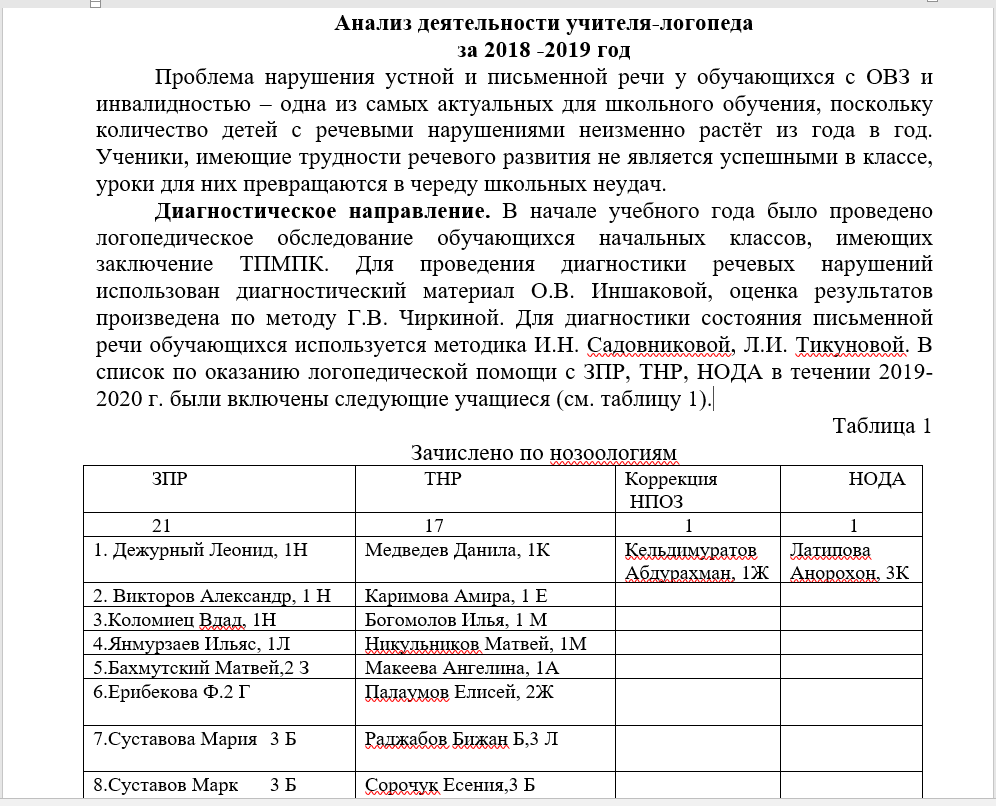 Анализ деятельности учителя-логопеда
за 2018 -2019 год
Проблема нарушения устной и письменной речи у обучающихся с ОВЗ и
инвалидностью – одна из самых актуальных для школьного обучения, поскольку
количество детей с речевыми нарушениями неизменно растёт из года в год.
Ученики, имеющие трудности речевого развития не является успешными в классе,
уроки для них превращаются в череду школьных неудач.
Диагностическое направление. В начале учебного года было проведено
логопедическое обследование обучающихся начальных классов, имеющих
заключение ТПМПК. Для проведения диагностики речевых нарушений
использован диагностический материал О.В. Иншаковой, оценка результатов
произведена по методу Г.В. Чиркиной. Для диагностики состояния письменной
речи обучающихся используется методика И.Н. Садовниковой, Л.И. Тикуновой. В
список по оказанию логопедической помощи с ЗПР, ТНР, НОДА в течении 2019-
2020 г. были включены следующие учащиеся (см. таблицу 1).
Таблица 1
Зачислено по нозоологиям
ЗПР ТНР Коррекция НОДА
НПОЗ
21 17 1 1
1. Дежурный Леонид, 1Н Медведев Данила, 1К Кельдимуратов Латипова
Абдурахман, 1Ж Анорохон, 3К
2. Викторов Александр, 1 Н Каримова Амира, 1 Е
3.Коломиец Вдад, 1Н Богомолов Илья, 1 М
4.Янмурзаев Ильяс, 1Л Никульников Матвей, 1М
5.Бахмутский Матвей,2 З Макеева Ангелина, 1А
6.Ерибекова Ф.2 Г Палаумов Елисей, 2Ж
7.Суставова Мария 3 Б Раджабов Бижан Б,3 Л
8.Суставов Марк 3 Б Сорочук Есения,3 Б